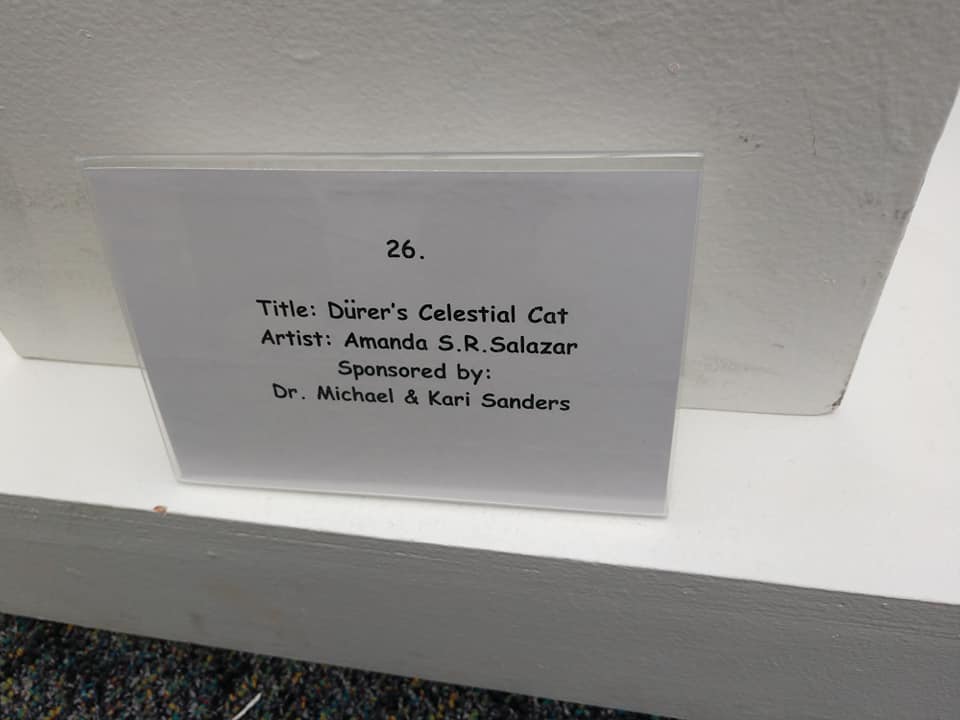 26.
Title: Dürer's Celestial Cat
Artist: Amanda S.R.Salazar
Sponsored by:
Dr. Michael & Kari Sanders